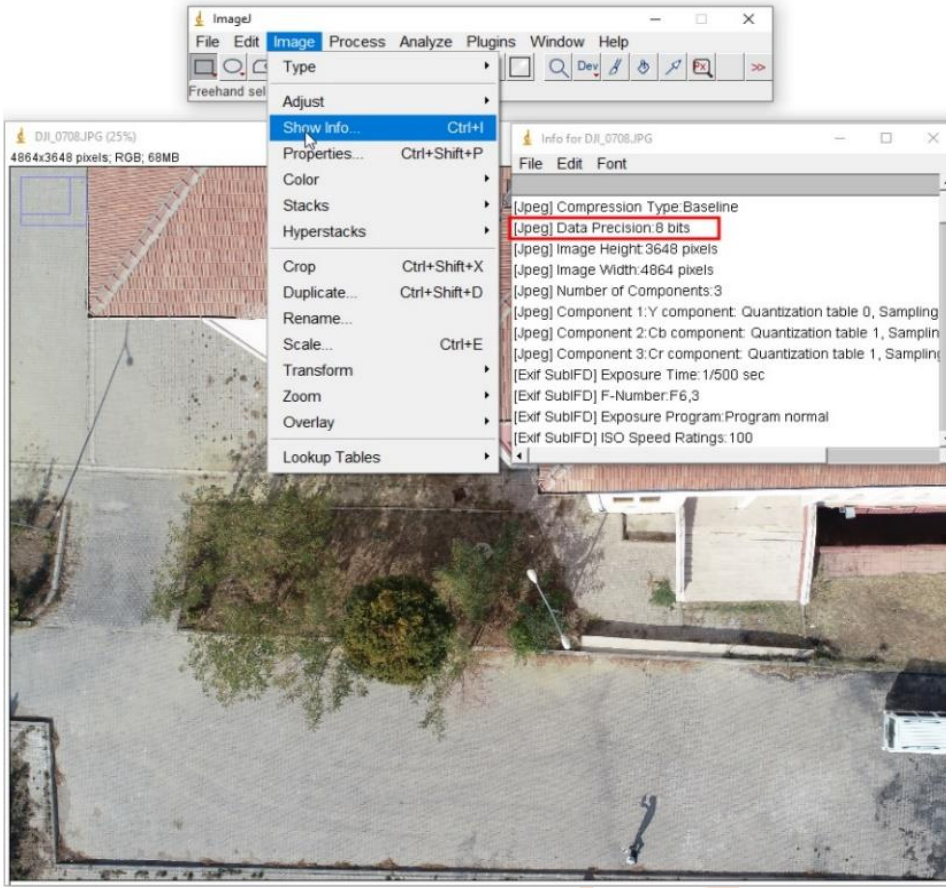 ImageJ
File Edit Image Process Analyze Plugins Window Help
Dev
Px
>>
Freehand sel
Type
Adjust
Show Info... Ctrl+I
Properties... Ctrl+Shift+P
Color
Stacks
Hyperstacks
Crop Ctrl+Shift+X
Duplicate... Ctrl+Shift+D
Rename...
Scale... Ctrl+E
Transform
Zoom
Overlay
Lookup Tables
DJI_0708.JPG (25%)
4864x3648 pixels; RGB; 68MB
Info for DJI_0708.JPG
File Edit Font
[Jpeg] Compression Type:Baseline
[Jpeg] Data Precision:8 bits
[Jpeg] Image Height:3648 pixels
[Jpeg] Image Width:4864 pixels
[Jpeg] Number of Components:3
[Jpeg] Component 1:Y component: Quantization table 0, Sampling
[Jpeg] Component 2:Cb component: Quantization table 1, Samplin
[Jpeg] Component 3:Cr component: Quantization table 1, Sampling
[Exif SubIFD] Exposure Time:1/500 sec
[Exif SubIFD] F-Number:F6,3
[Exif SubIFD] Exposure Program:Program normal
[Exif SubIFD] ISO Speed Ratings:100